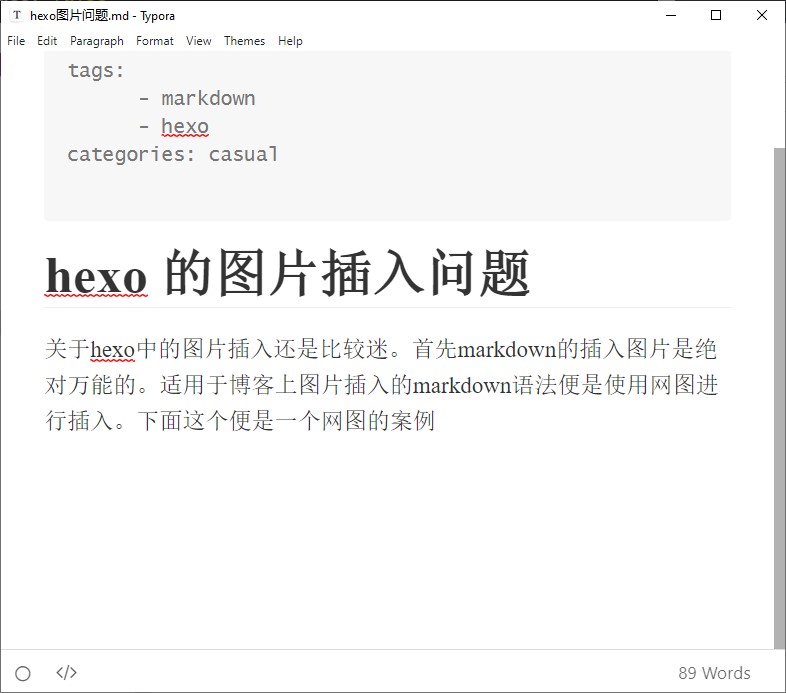 hexo图片问题.md - Typora
File Edit Paragraph Format View Themes Help
tags:
- markdown
- hexo
categories: casual
hexo 的图片插入问题
关于hexo中的图片插入还是比较迷。首先markdown的插入图片是绝
对万能的。适用于博客上图片插入的markdown语法便是使用网图进
行插入。下面这个便是一个网图的案例
</> 89 Words